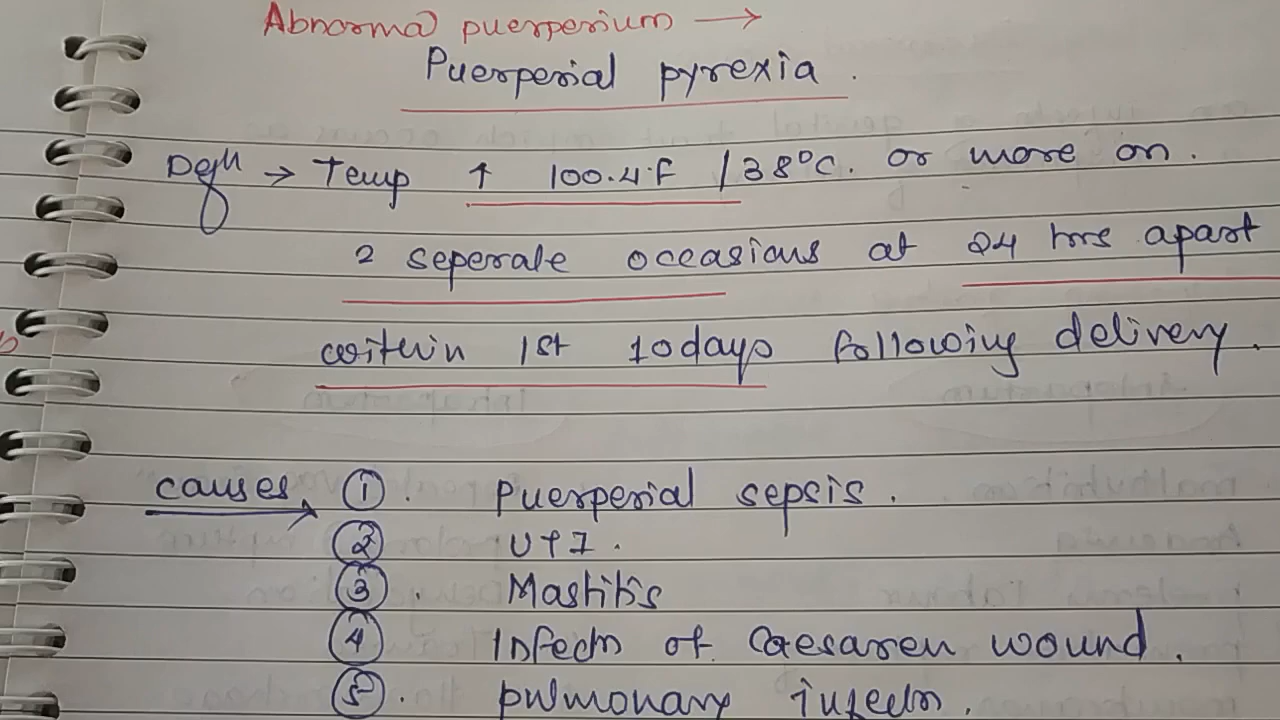 Abnormal puerperium →
Puerperial pyrexia .
Defn → Temp ↑ 100.4°F /38°C. or more on .
2 seperate occasions at 24 hrs apart
within 1st 10days following delivery .
causes → ① . Puerperial sepsis .
② UTI .
③ . Mastitis
④ Infectn of Caesaren wound .
⑤ . pulmonary infectn .